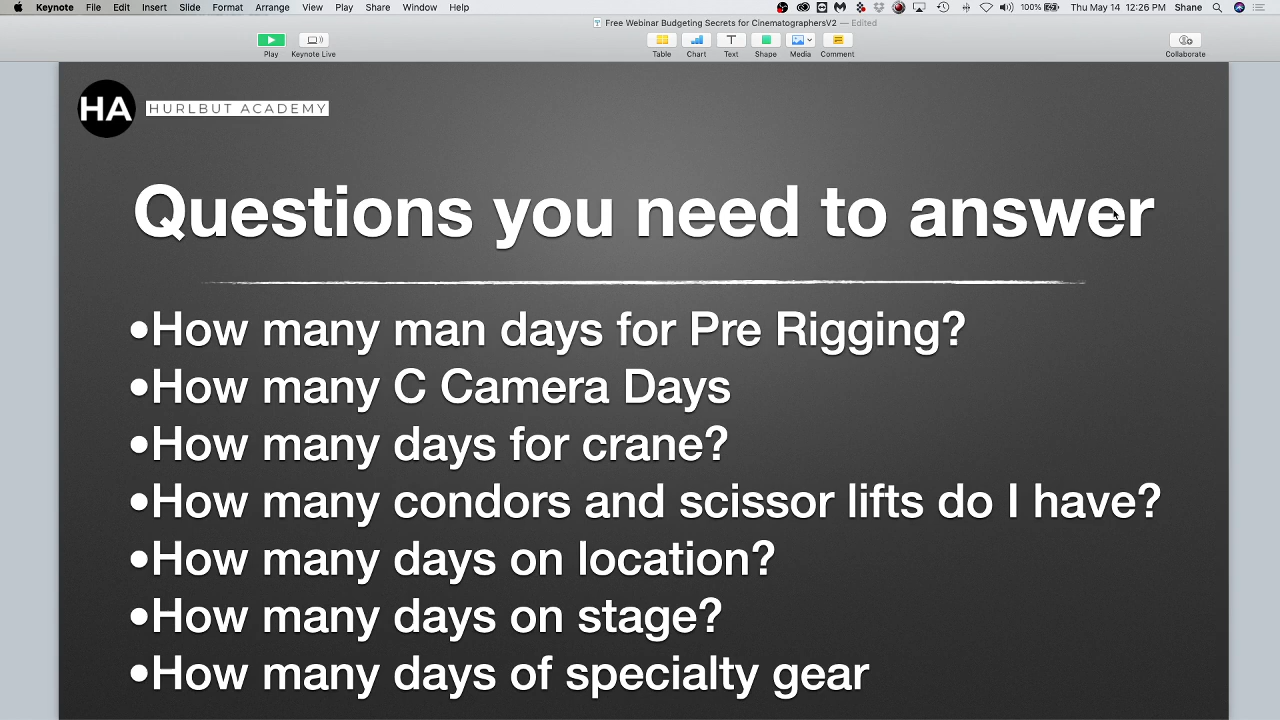 Keynote File Edit Insert Slide Format Arrange View Play Share Window Help 100% Thu May 14 12:26 PM Shane
Free Webinar Budgeting Secrets for CinematographersV2 — Edited
Play Keynote Live Table Chart Text Shape Media Comment Collaborate
HA HURLBUT ACADEMY
Questions you need to answer
•How many man days for Pre Rigging?
•How many C Camera Days
•How many days for crane?
•How many condors and scissor lifts do I have?
•How many days on location?
•How many days on stage?
•How many days of specialty gear